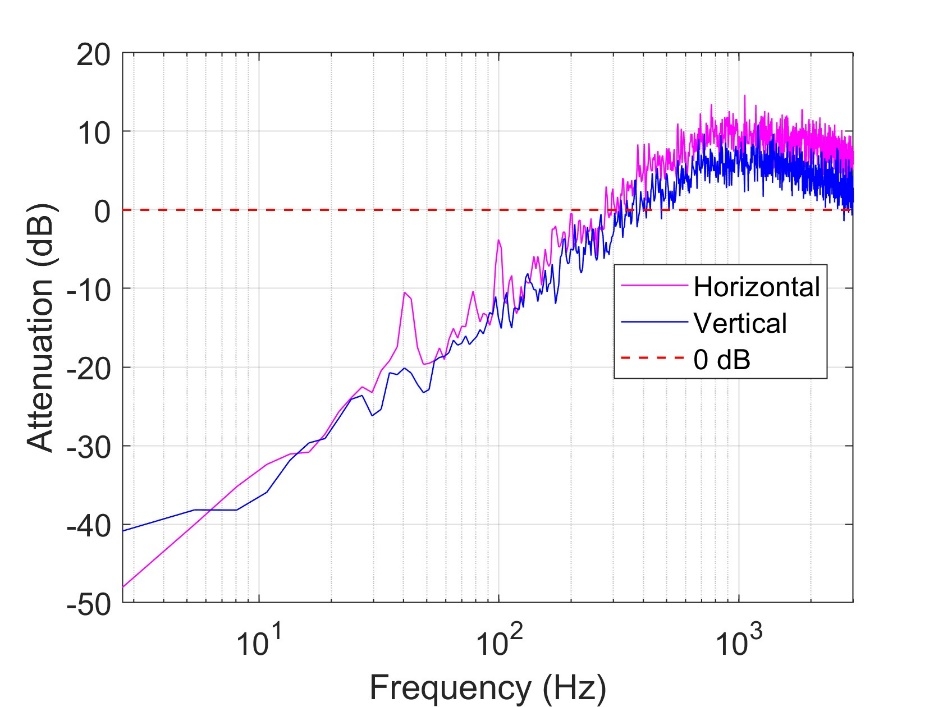 20
10
0
-10
-20
-30
-40
-50
Attenuation (dB)
Horizontal
Vertical
0 dB
10^1
10^2
10^3
Frequency (Hz)